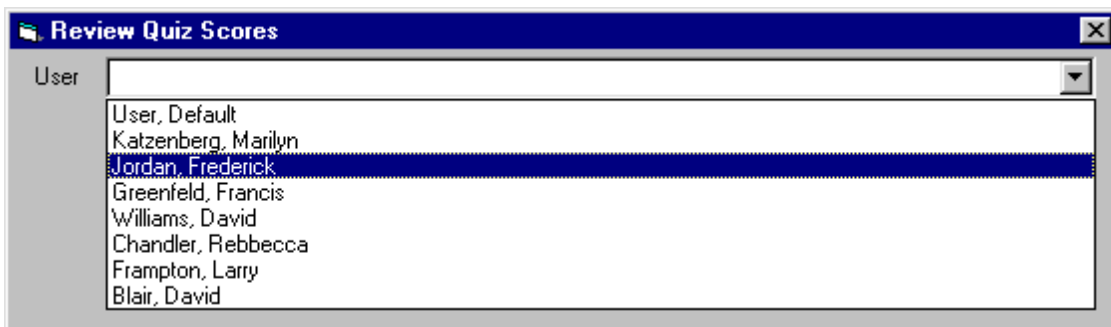 Review Quiz Scores
User
User, Default
Katzenberg, Marilyn
Jordan, Frederick
Greenfeld, Francis
Williams, David
Chandler, Rebbecca
Frampton, Larry
Blair, David